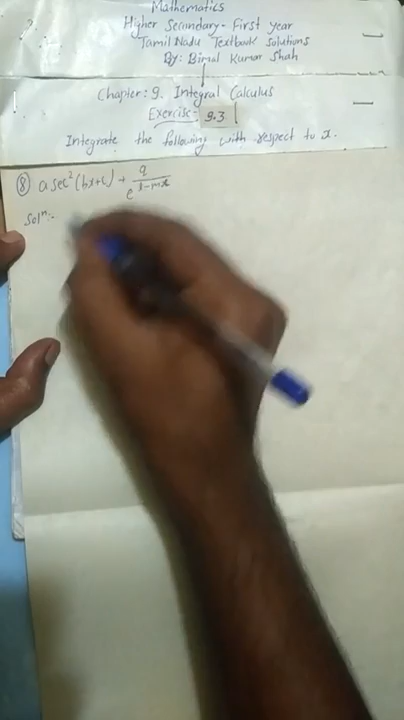 Mathematics
Higher Secondary - First year
Tamil Nadu Textbook Solutions
By: Bimal Kumar Shah
Chapter: 9. Integral Calculus
Exercise:- 9.3
Integrate the following with respect to x.
⑧ a sec²(bx+c) + q/e^(l-mx)
Solⁿ:-